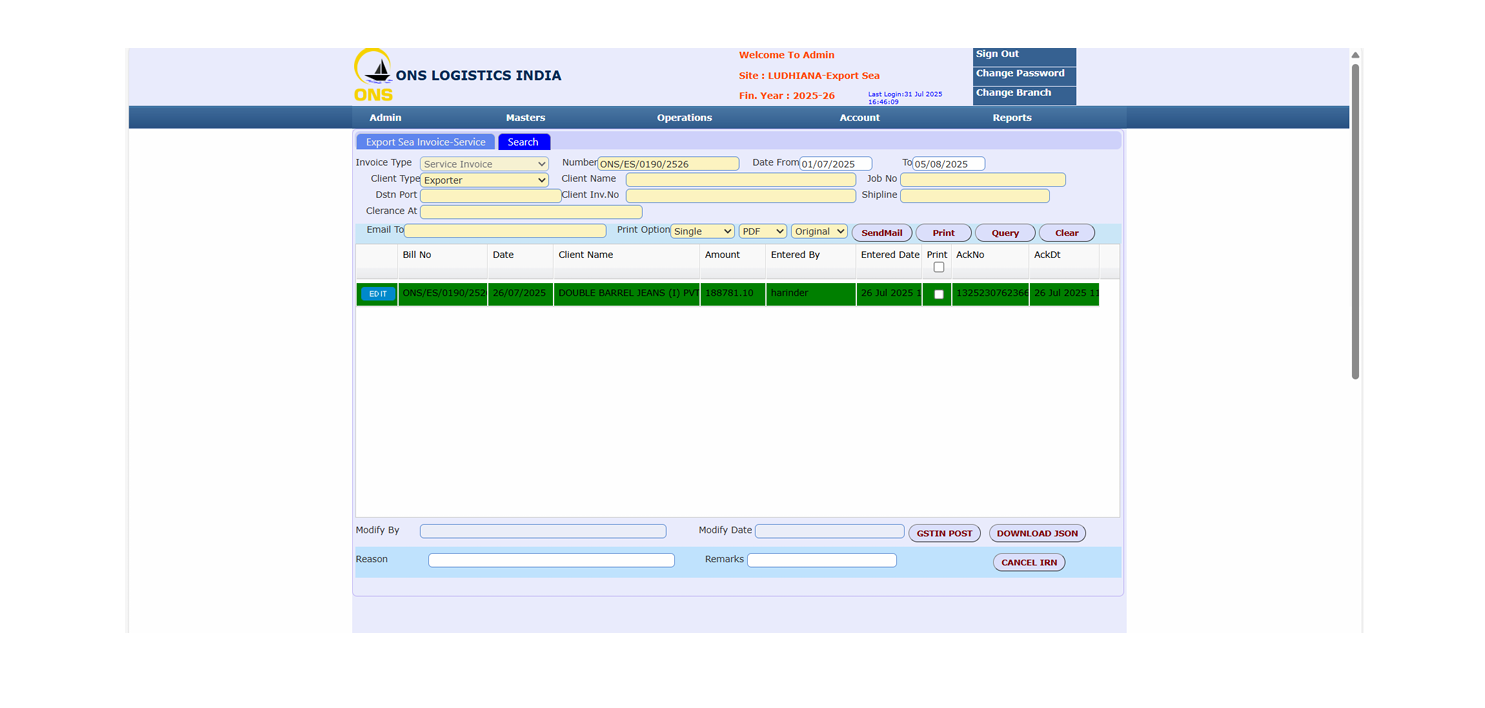 Welcome To Admin
Sign Out
ONS LOGISTICS INDIA
Site : LUDHIANA-Export Sea
Change Password
ONS
Fin. Year : 2025-26
Last Login:31 Jul 2025
16:46:09
Change Branch
Admin Masters Operations Account Reports
Export Sea Invoice-Service Search
Invoice Type Service Invoice Number ONS/ES/0190/2526 Date From 01/07/2025 To 05/08/2025
Client Type Exporter Client Name Job No
Dstn Port Client Inv.No Shipline
Clerance At
Email To Print Option Single PDF Original SendMail Print Query Clear
Bill No Date Client Name Amount Entered By Entered Date Print AckNo AckDt
EDIT ONS/ES/0190/252 26/07/2025 DOUBLE BARREL JEANS (I) PVT 188781.10 harinder 26 Jul 2025 1 1325230762366 26 Jul 2025 11
Modify By Modify Date GSTIN POST DOWNLOAD JSON
Reason Remarks CANCEL IRN